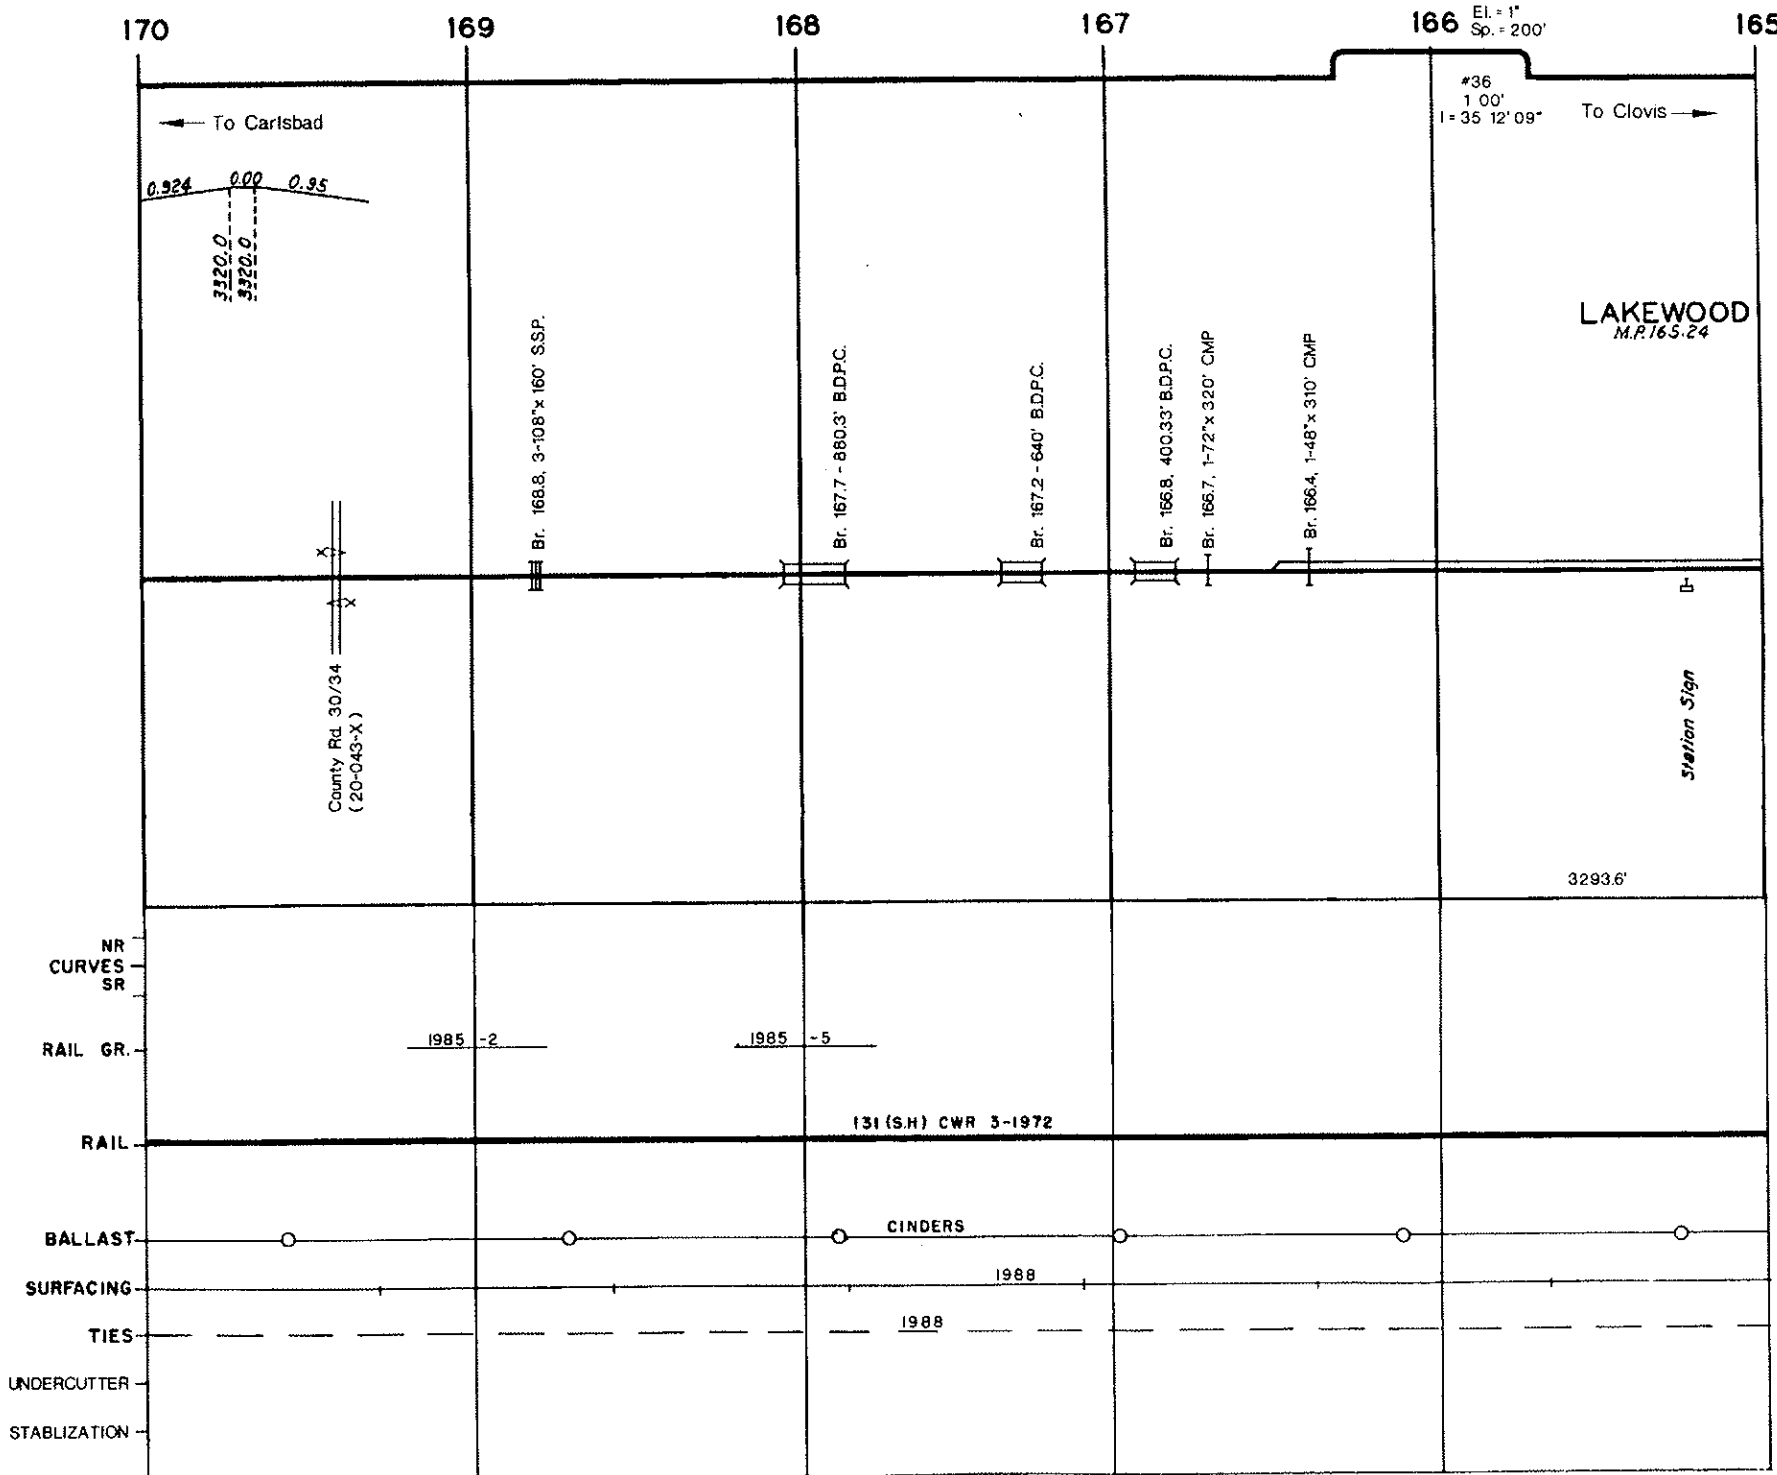 170 169 168 167 166 165
El. = 1"
Sp. = 200'
#36
1 00'
I = 35 12' 09"
To Carlsbad
To Clovis
0.924 0.00 0.95
3320.0
3320.0
LAKEWOOD
M.P. 165.24
Br. 168.8, 3-108" x 160' S.S.P.
Br. 167.7 - 880.3' B.D.P.C.
Br. 167.2 - 640' B.D.P.C.
Br. 166.8, 400.33' B.D.P.C.
Br. 166.7, 1-72" x 320' CMP
Br. 166.4, 1-48" x 310' CMP
X
X
County Rd. 30/34
(20-043-X)
Station Sign
3293.6'
NR
CURVES
SR
RAIL GR.
1985 -2
1985 -5
RAIL
131 (S.H) CWR 3-1972
BALLAST
CINDERS
SURFACING
1988
TIES
1988
UNDERCUTTER
STABLIZATION